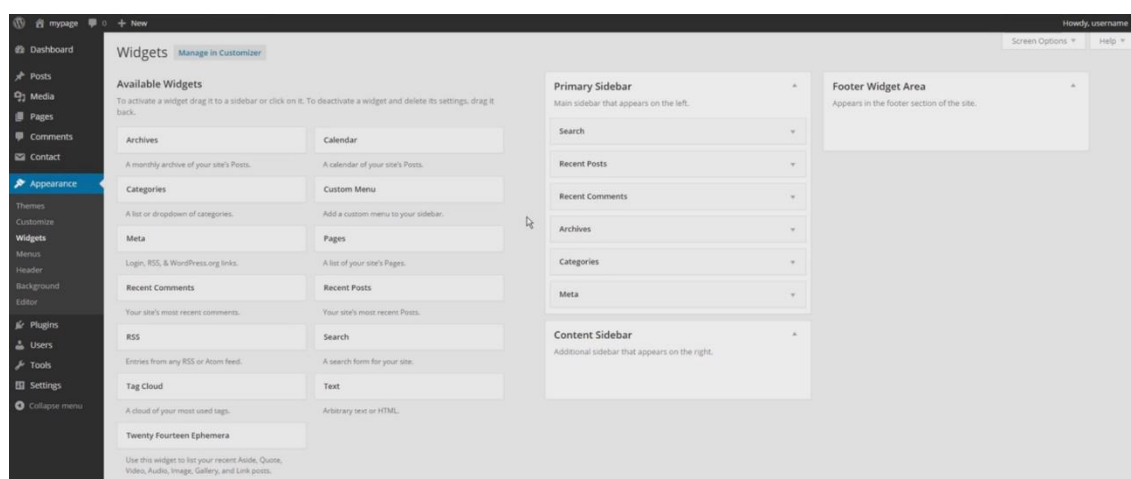 mypage 0 + New
Howdy, username
Screen Options Help
Dashboard
Posts
Media
Pages
Comments
Contact
Appearance
Themes
Customize
Widgets
Menus
Header
Background
Editor
Plugins
Users
Tools
Settings
Collapse menu
Widgets Manage in Customizer
Available Widgets
To activate a widget drag it to a sidebar or click on it. To deactivate a widget and delete its settings, drag it
back.
Archives
A monthly archive of your site's Posts.
Calendar
A calendar of your site's Posts.
Categories
A list or dropdown of categories.
Custom Menu
Add a custom menu to your sidebar.
Meta
Login, RSS, & WordPress.org links.
Pages
A list of your site's Pages.
Recent Comments
Your site's most recent comments.
Recent Posts
Your site's most recent Posts.
RSS
Entries from any RSS or Atom feed.
Search
A search form for your site.
Tag Cloud
A cloud of your most used tags.
Text
Arbitrary text or HTML.
Twenty Fourteen Ephemera
Use this widget to list your recent Aside, Quote,
Video, Audio, Image, Gallery, and Link posts.
Primary Sidebar
Main sidebar that appears on the left.
Search
Recent Posts
Recent Comments
Archives
Categories
Meta
Content Sidebar
Additional sidebar that appears on the right.
Footer Widget Area
Appears in the footer section of the site.